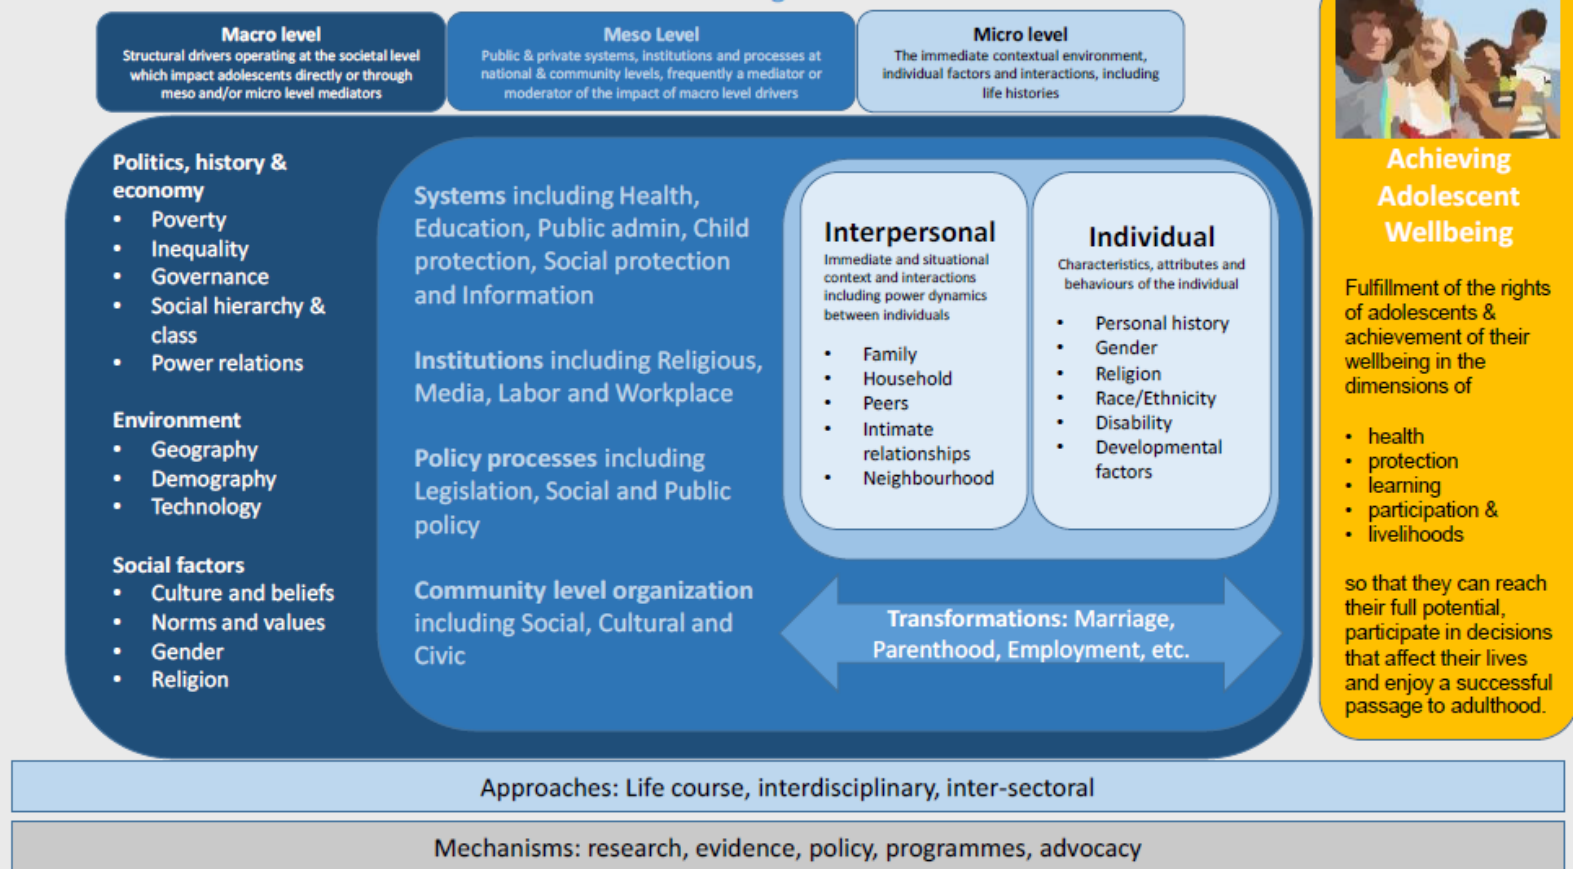 Macro level
Structural drivers operating at the societal level
which impact adolescents directly or through
meso and/or micro level mediators
Meso Level
Public & private systems, institutions and processes at
national & community levels, frequently a mediator or
moderator of the impact of macro level drivers
Micro level
The immediate contextual environment,
individual factors and interactions, including
life histories
Politics, history &
economy
• Poverty
• Inequality
• Governance
• Social hierarchy &
class
• Power relations
Environment
• Geography
• Demography
• Technology
Social factors
• Culture and beliefs
• Norms and values
• Gender
• Religion
Systems including Health,
Education, Public admin, Child
protection, Social protection
and Information
Institutions including Religious,
Media, Labor and Workplace
Policy processes including
Legislation, Social and Public
policy
Community level organization
including Social, Cultural and
Civic
Interpersonal
Immediate and situational
context and interactions
including power dynamics
between individuals
• Family
• Household
• Peers
• Intimate
relationships
• Neighbourhood
Individual
Characteristics, attributes and
behaviours of the individual
• Personal history
• Gender
• Religion
• Race/Ethnicity
• Disability
• Developmental
factors
Transformations: Marriage,
Parenthood, Employment, etc.
Achieving
Adolescent
Wellbeing
Fulfillment of the rights
of adolescents &
achievement of their
wellbeing in the
dimensions of
• health
• protection
• learning
• participation &
• livelihoods
so that they can reach
their full potential,
participate in decisions
that affect their lives
and enjoy a successful
passage to adulthood.
Approaches: Life course, interdisciplinary, inter-sectoral
Mechanisms: research, evidence, policy, programmes, advocacy